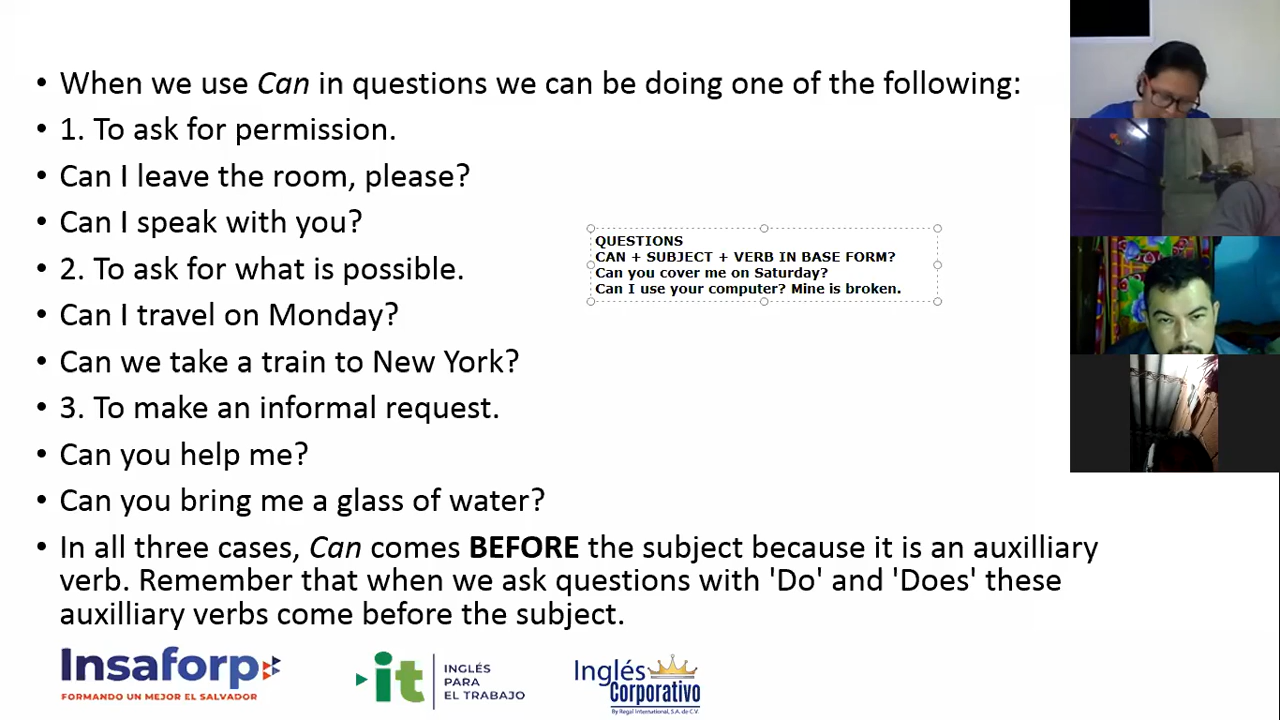 • When we use Can in questions we can be doing one of the following:
• 1. To ask for permission.
• Can I leave the room, please?
• Can I speak with you?
• 2. To ask for what is possible.
• Can I travel on Monday?
• Can we take a train to New York?
• 3. To make an informal request.
• Can you help me?
• Can you bring me a glass of water?
• In all three cases, Can comes BEFORE the subject because it is an auxilliary
verb. Remember that when we ask questions with 'Do' and 'Does' these
auxilliary verbs come before the subject.
QUESTIONS
CAN + SUBJECT + VERB IN BASE FORM?
Can you cover me on Saturday?
Can I use your computer? Mine is broken.
Insaforp
FORMANDO UN MEJOR EL SALVADOR
it
INGLÉS
PARA
EL TRABAJO
Inglés
Corporativo
By Regal International, S.A. de C.V.